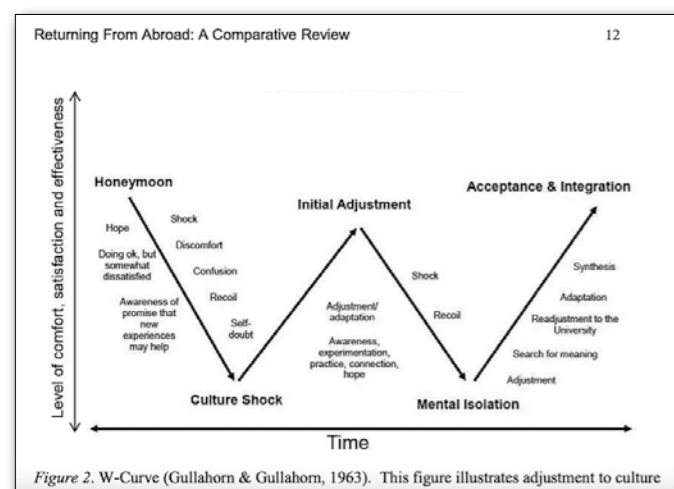 Returning From Abroad: A Comparative Review 12
Level of comfort, satisfaction and effectiveness
Honeymoon
Hope
Doing ok, but
somewhat
dissatisfied
Awareness of
promise that
new
experiences
may help
Shock
Discomfort
Confusion
Recoil
Self-
doubt
Culture Shock
Initial Adjustment
Adjustment/
adaptation
Awareness,
experimentation,
practice, connection,
hope
Shock
Recoil
Mental Isolation
Acceptance & Integration
Synthesis
Adaptation
Readjustment to the
University
Search for meaning
Adjustment
Time
Figure 2. W-Curve (Gullahorn & Gullahorn, 1963). This figure illustrates adjustment to culture